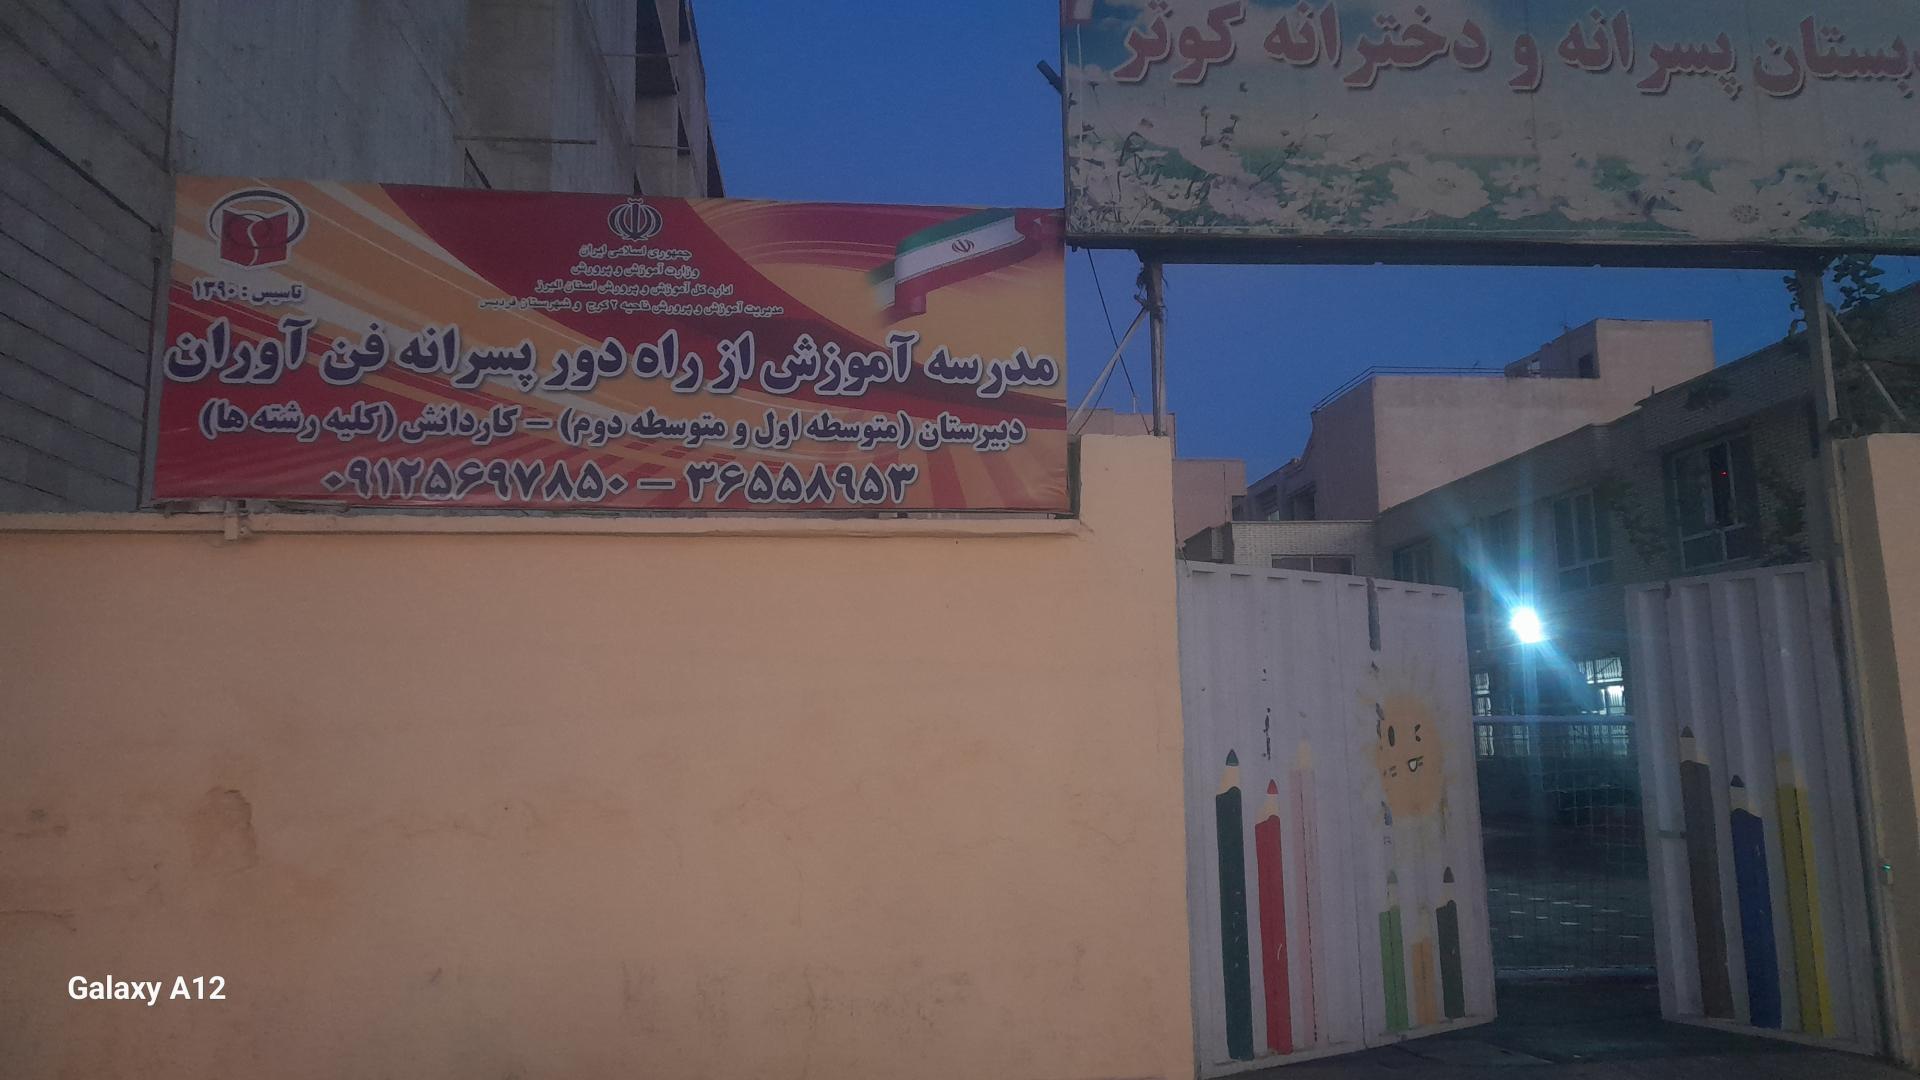 دبستان پسرانه و دخترانه کوثر
جمهوری اسلامی ایران
وزارت آموزش و پرورش
اداره کل آموزش و پرورش استان البرز
مدیریت آموزش و پرورش ناحیه ۲ کرج و شهرستان فردیس
تاسیس : ۱۳۹۰
مدرسه آموزش از راه دور پسرانه فن آوران
دبیرستان (متوسطه اول و متوسطه دوم) – کاردانش (کلیه رشته ها)
۰۹۱۲۵۶۹۷۸۵۰ – ۳۶۵۵۸۹۵۳
Galaxy A12